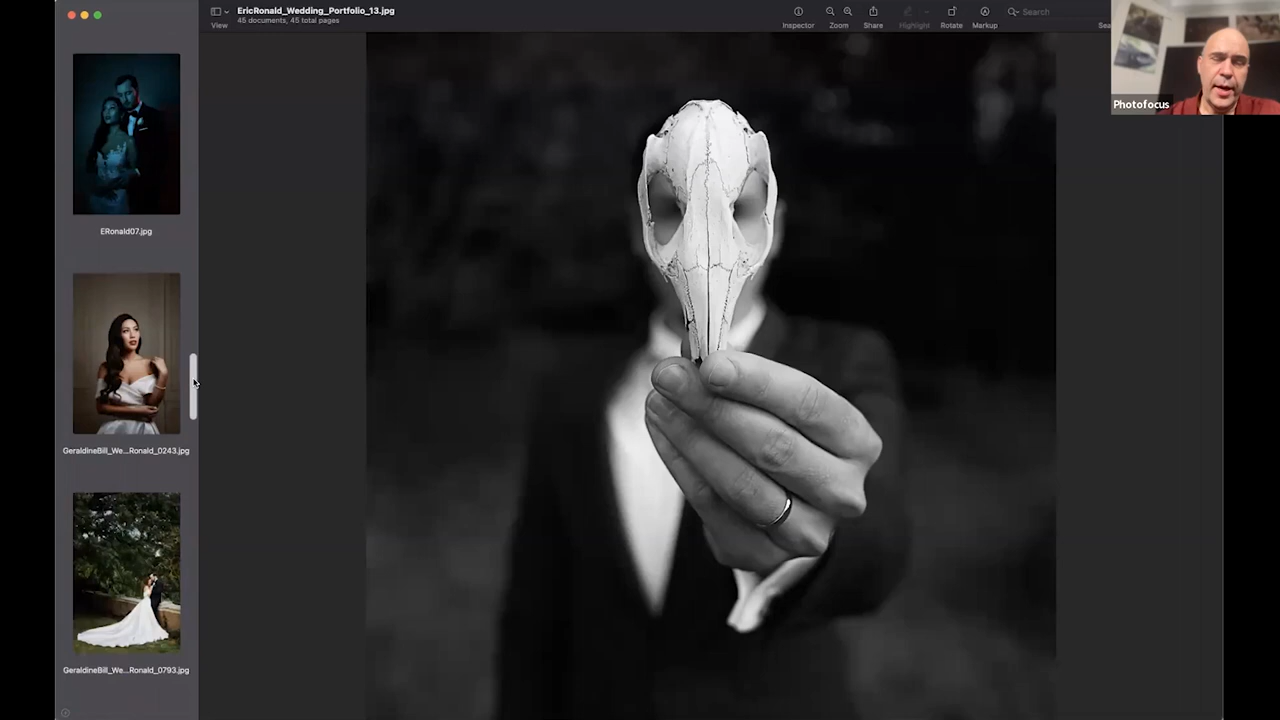 EricRonald_Wedding_Portfolio_13.jpg
45 documents, 45 total pages
View
Inspector
Zoom
Share
Highlight
Rotate
Markup
Search
Sea
Photofocus
ERonald07.jpg
GeraldineBill_We...Ronald_0243.jpg
GeraldineBill_We...Ronald_0793.jpg